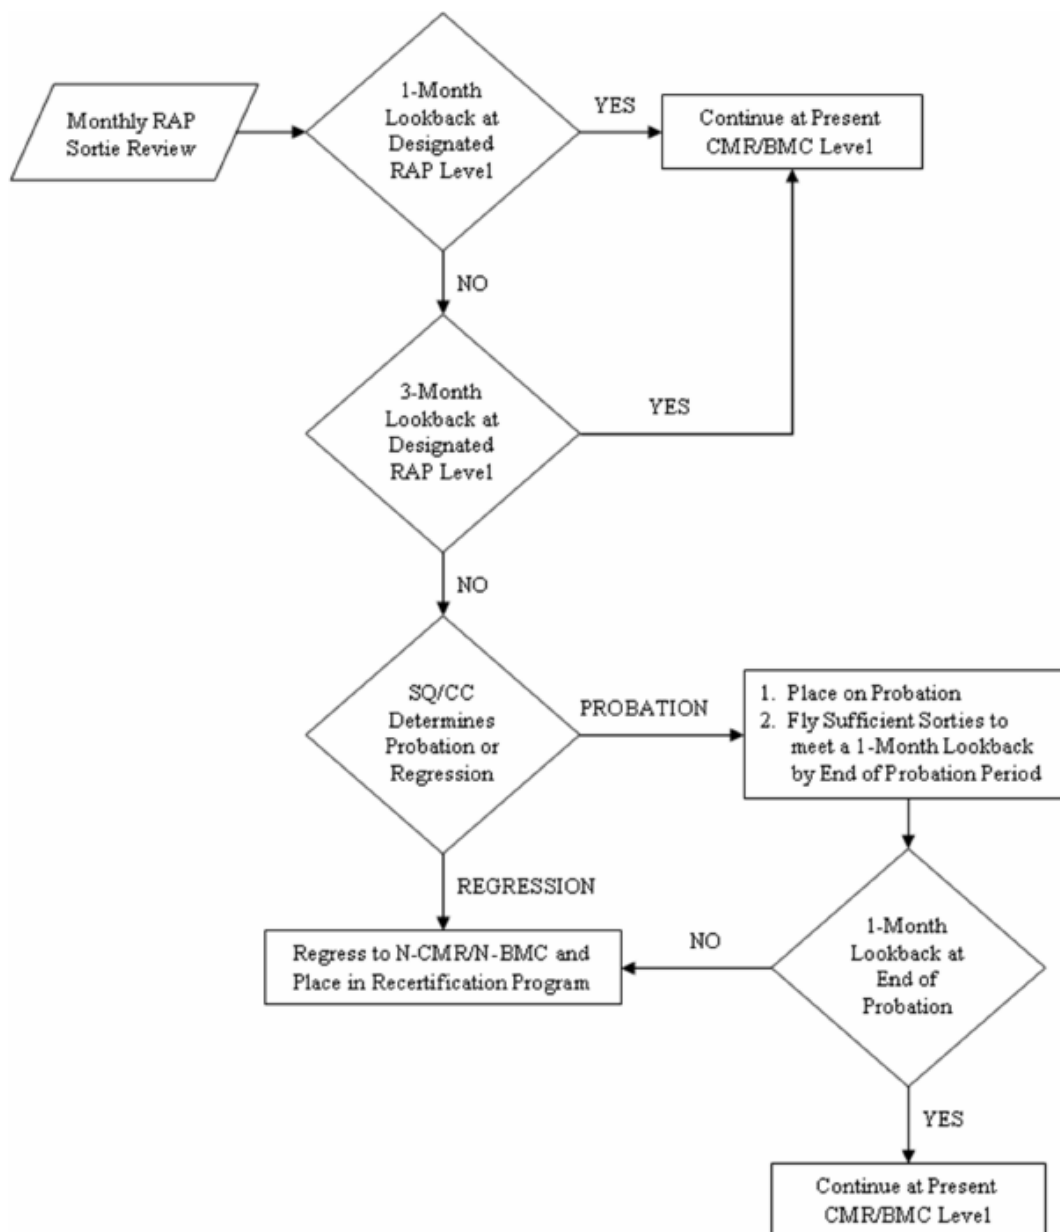 Monthly RAP
Sortie Review
1-Month
Lookback at
Designated
RAP Level
YES
Continue at Present
CMR/BMC Level
NO
3-Month
Lookback at
Designated
RAP Level
YES
NO
SQ/CC
Determines
Probation or
Regression
PROBATION
1. Place on Probation
2. Fly Sufficient Sorties to
meet a 1-Month Lookback
by End of Probation Period
REGRESSION
Regress to N-CMR/N-BMC and
Place in Recertification Program
NO
1-Month
Lookback at
End of
Probation
YES
Continue at Present
CMR/BMC Level